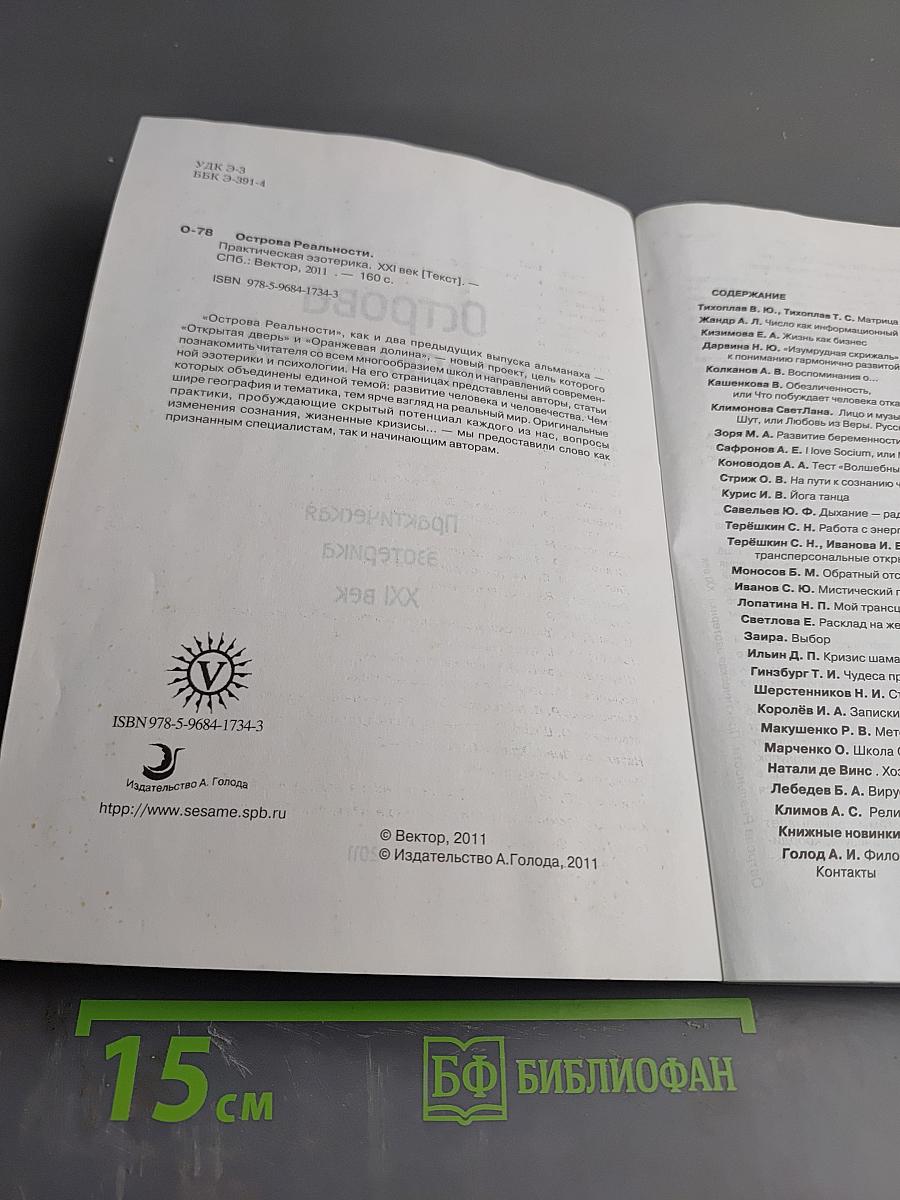 УДК Э-3
ББК Э-391-4
О-78 Острова Реальности.
Практическая эзотерика. XXI век [Текст]. —
СПб.: Вектор, 2011 . — 160 с.
ISBN 978-5-9684-1734-3
«Острова Реальности», как и два предыдущих выпуска альманаха —
«Открытая дверь» и «Оранжевая долина», — новый проект, цель которого
познакомить читателя со всем многообразием школ и направлений современ-
ной эзотерики и психологии. На его страницах представлены авторы, статьи
которых объединены единой темой: развитие человека и человечества. Чем
шире география и тематика, тем ярче взгляд на реальный мир. Оригинальные
практики, пробуждающие скрытый потенциал каждого из нас, вопросы
изменения сознания, жизненные кризисы... — мы предоставили слово как
признанным специалистам, так и начинающим авторам.
V
ISBN 978-5-9684-1734-3
Издательство А. Голода
htpp://www.sesame.spb.ru
© Вектор, 2011
© Издательство А.Голода, 2011
СОДЕРЖАНИЕ
Тихоплав В. Ю., Тихоплав Т. С. Матрица
Жандр А. Л. Число как информационный
Кизимова Е. А. Жизнь как бизнес
Дарвина Н. Ю. «Изумрудная скрижаль»
к пониманию гармонично развитой
Колканов А. В. Воспоминания о...
Кашенкова В. Обезличенность,
или Что побуждает человека отка
Климонова СветЛана. Лицо и музы
Шут, или Любовь из Веры. Русс
Зоря М. А. Развитие беременности
Сафронов А. Е. I love Socium, или
Коноводов А. А. Тест «Волшебны
Стриж О. В. На пути к сознанию ч
Курис И. В. Йога танца
Савельев Ю. Ф. Дыхание — рад
Терёшкин С. Н. Работа с энерг
Терёшкин С. Н., Иванова И. Е
трансперсональные откры
Моносов Б. М. Обратный отс
Иванов С. Ю. Мистический г
Лопатина Н. П. Мой трансц
Светлова Е. Расклад на же
Заира. Выбор
Ильин Д. П. Кризис шама
Гинзбург Т. И. Чудеса пр
Шерстенников Н. И. Ст
Королёв И. А. Записки
Макушенко Р. В. Мет
Марченко О. Школа
Натали де Винс . Хоз
Лебедев Б. А. Виру
Климов А. С. Рели
Книжные новинки
Голод А. И. Фило
Контакты
15 см
БФ БИБЛИОФАН